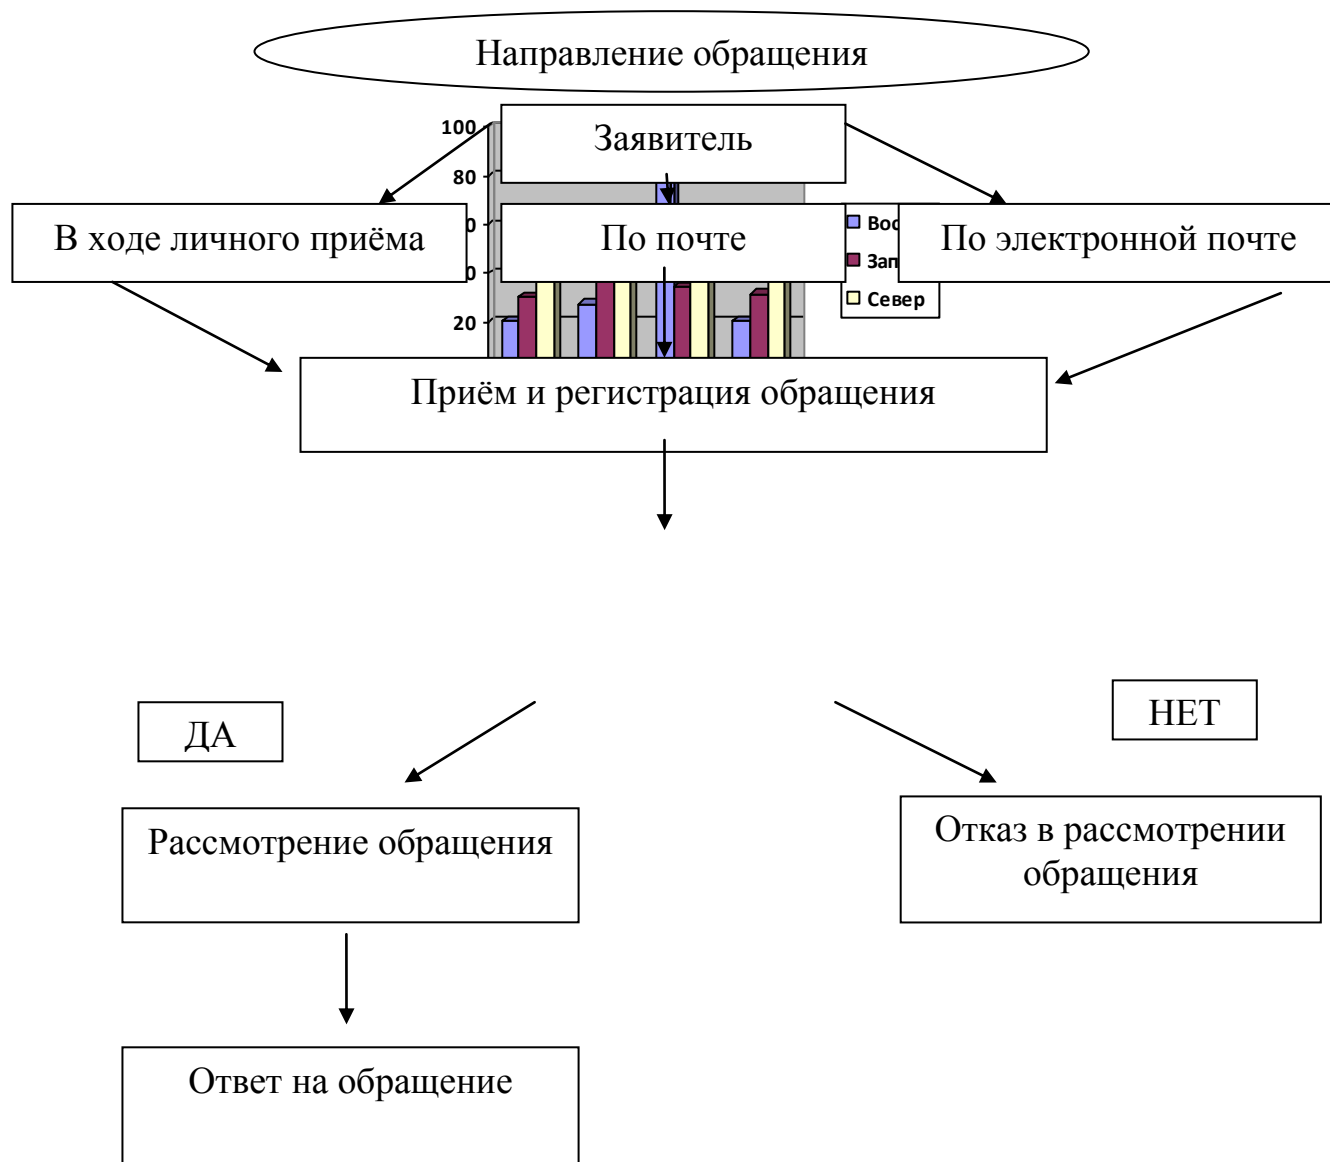 Направление обращения
Заявитель
100
80
В ходе личного приёма
По почте
По электронной почте
Север
20
Приём и регистрация обращения
ДА
НЕТ
Рассмотрение обращения
Отказ в рассмотрении
обращения
Ответ на обращение